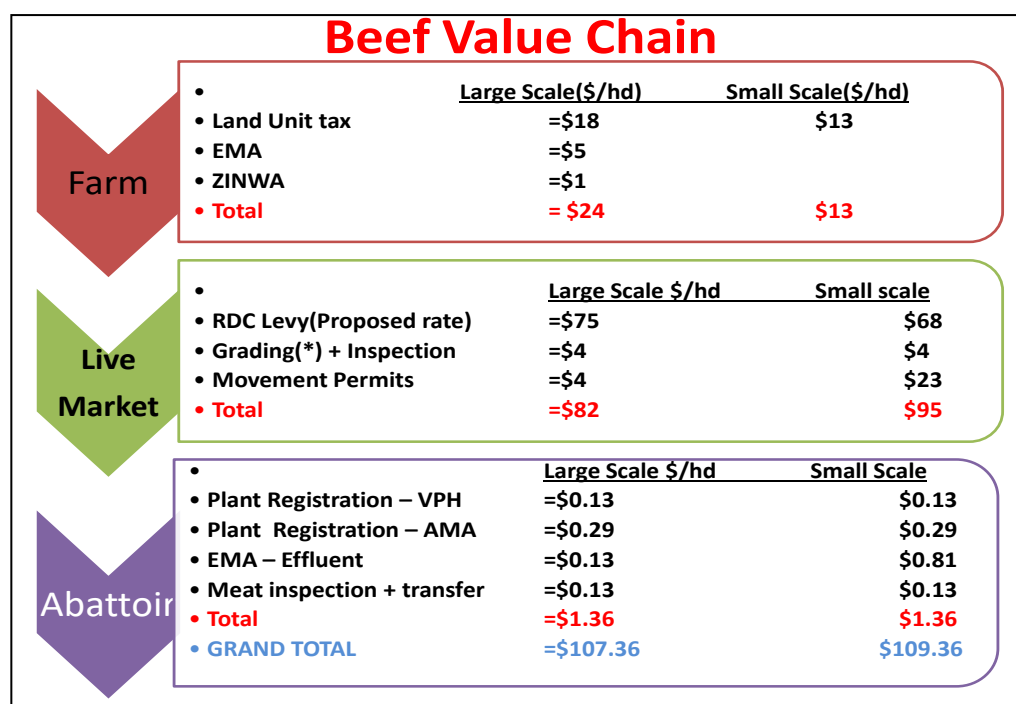 Beef Value Chain
Farm
• Large Scale($/hd) Small Scale($/hd)
• Land Unit tax =$18 $13
• EMA =$5
• ZINWA =$1
• Total = $24 $13
Live
Market
• Large Scale $/hd Small scale
• RDC Levy(Proposed rate) =$75 $68
• Grading(*) + Inspection =$4 $4
• Movement Permits =$4 $23
• Total =$82 $95
Abattoir
• Large Scale $/hd Small Scale
• Plant Registration – VPH =$0.13 $0.13
• Plant Registration – AMA =$0.29 $0.29
• EMA – Effluent =$0.13 $0.81
• Meat inspection + transfer =$0.13 $0.13
• Total =$1.36 $1.36
• GRAND TOTAL =$107.36 $109.36